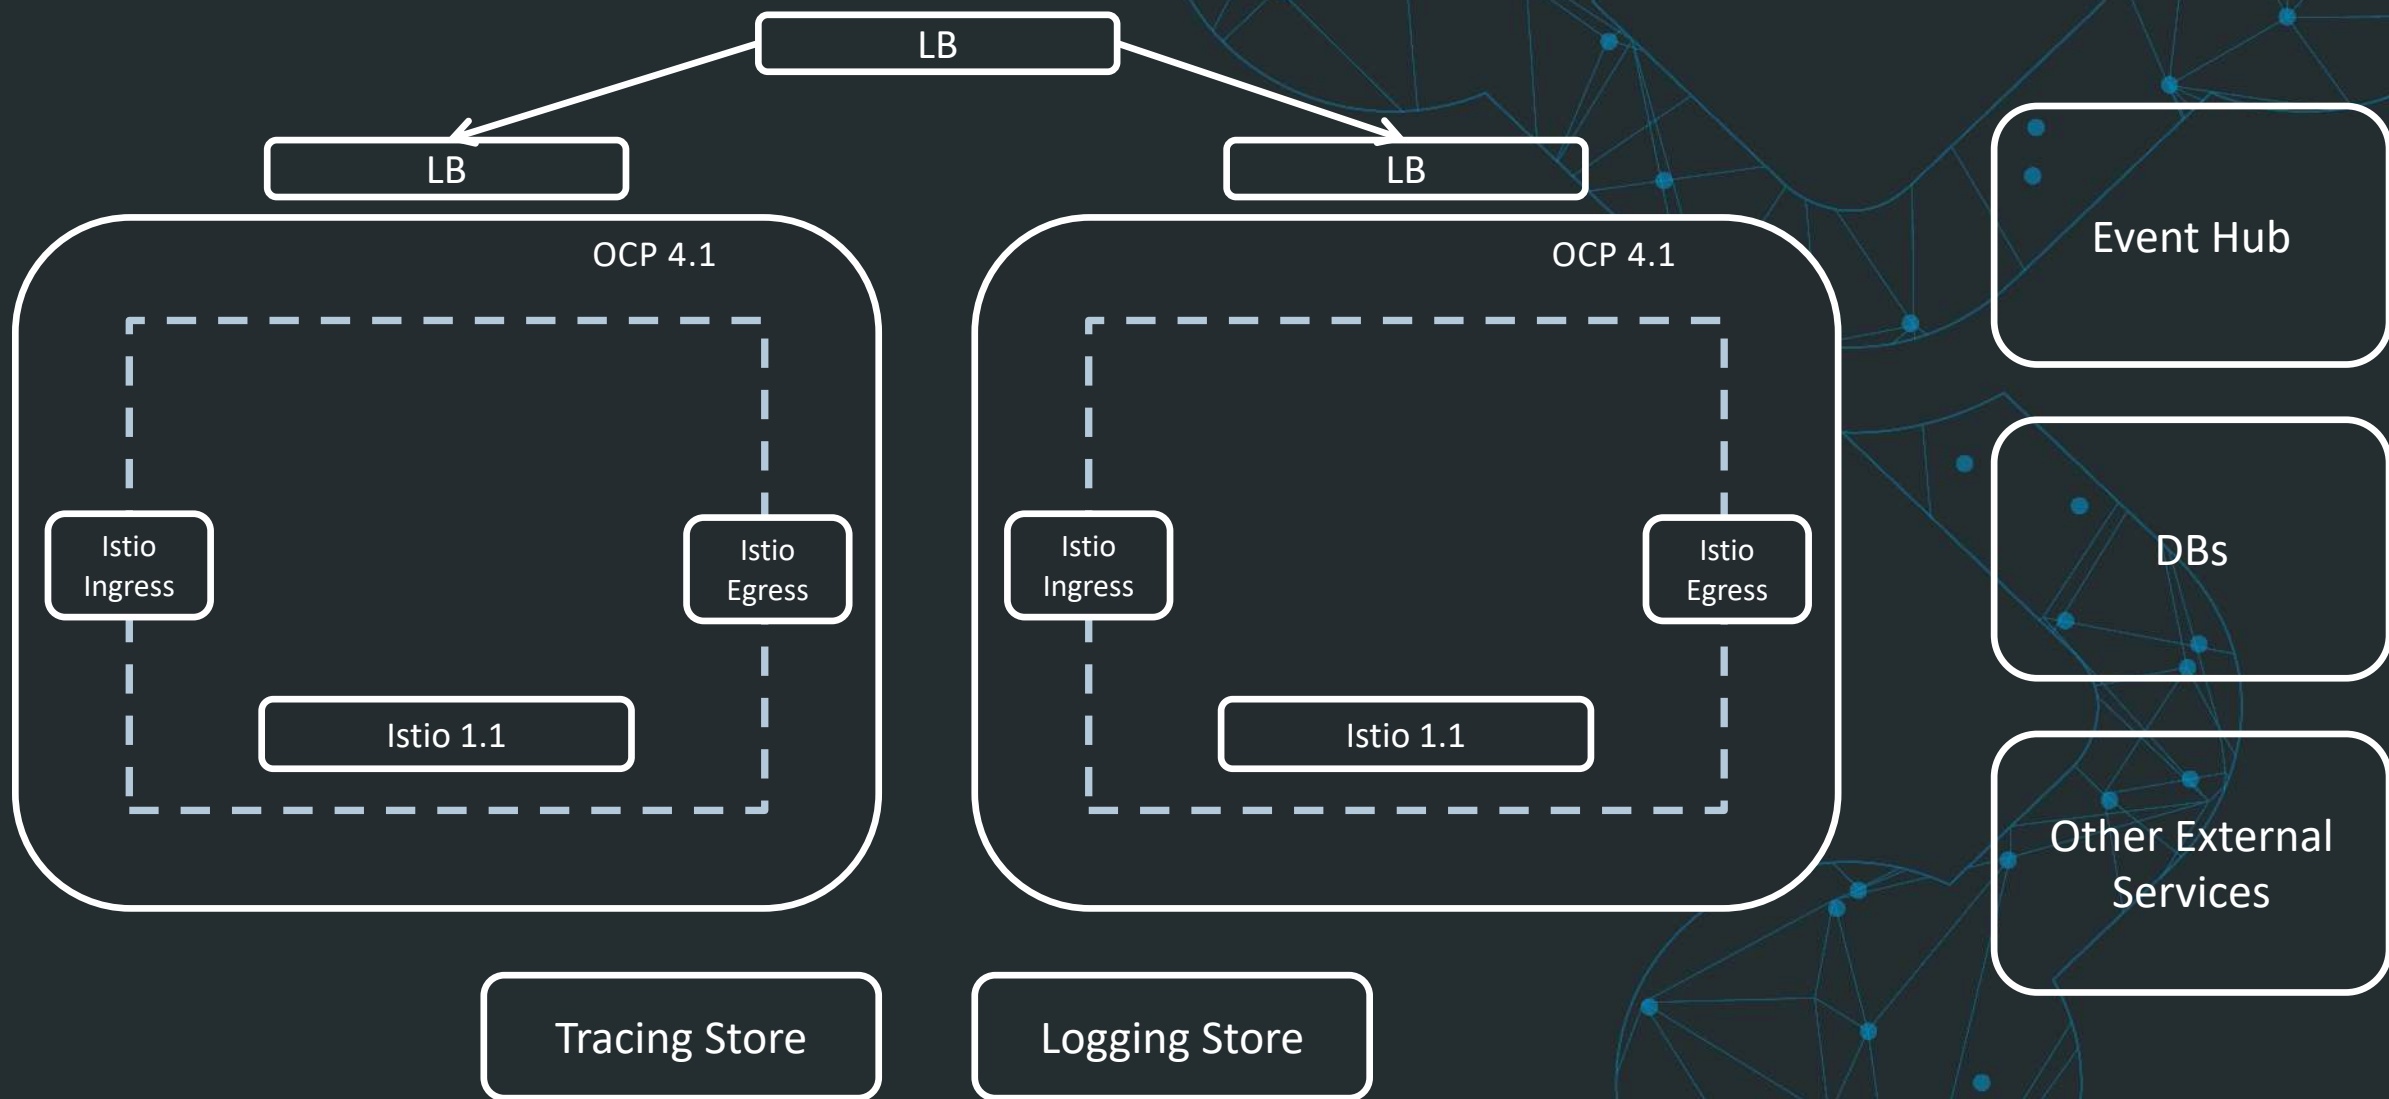 LB
LB
LB
OCP 4.1
OCP 4.1
Event Hub
Istio
Ingress
Istio
Egress
Istio
Ingress
Istio
Egress
DBs
Istio 1.1
Istio 1.1
Other External
Services
Tracing Store
Logging Store